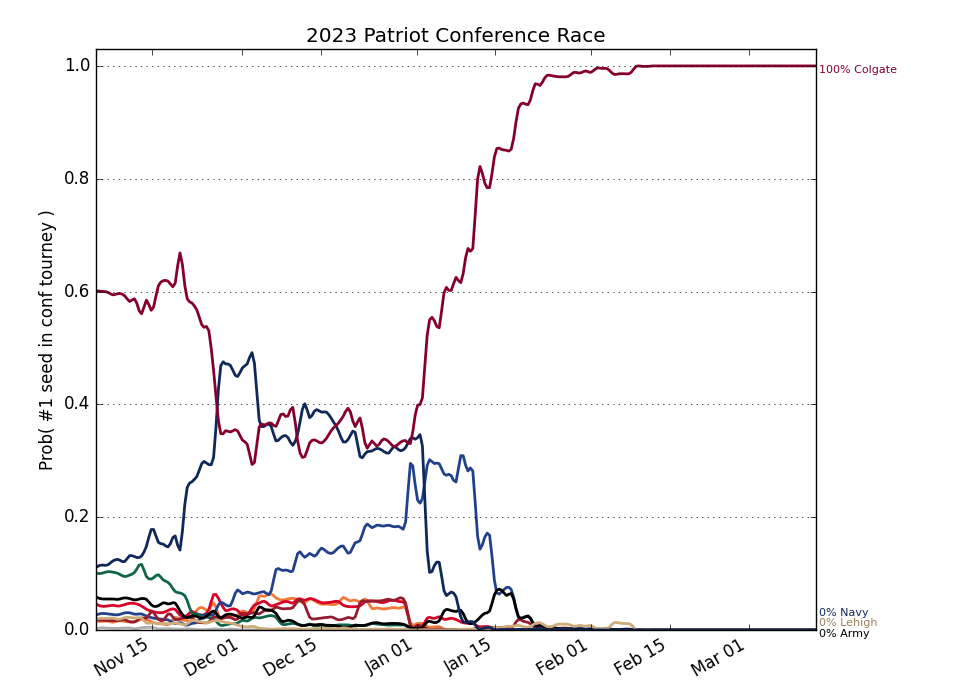 2023 Patriot Conference Race
Prob( #1 seed in conf tourney )
1.0
0.8
0.6
0.4
0.2
0.0
Nov 15
Dec 01
Dec 15
Jan 01
Jan 15
Feb 01
Feb 15
Mar 01
100% Colgate
0% Navy
0% Lehigh
0% Army